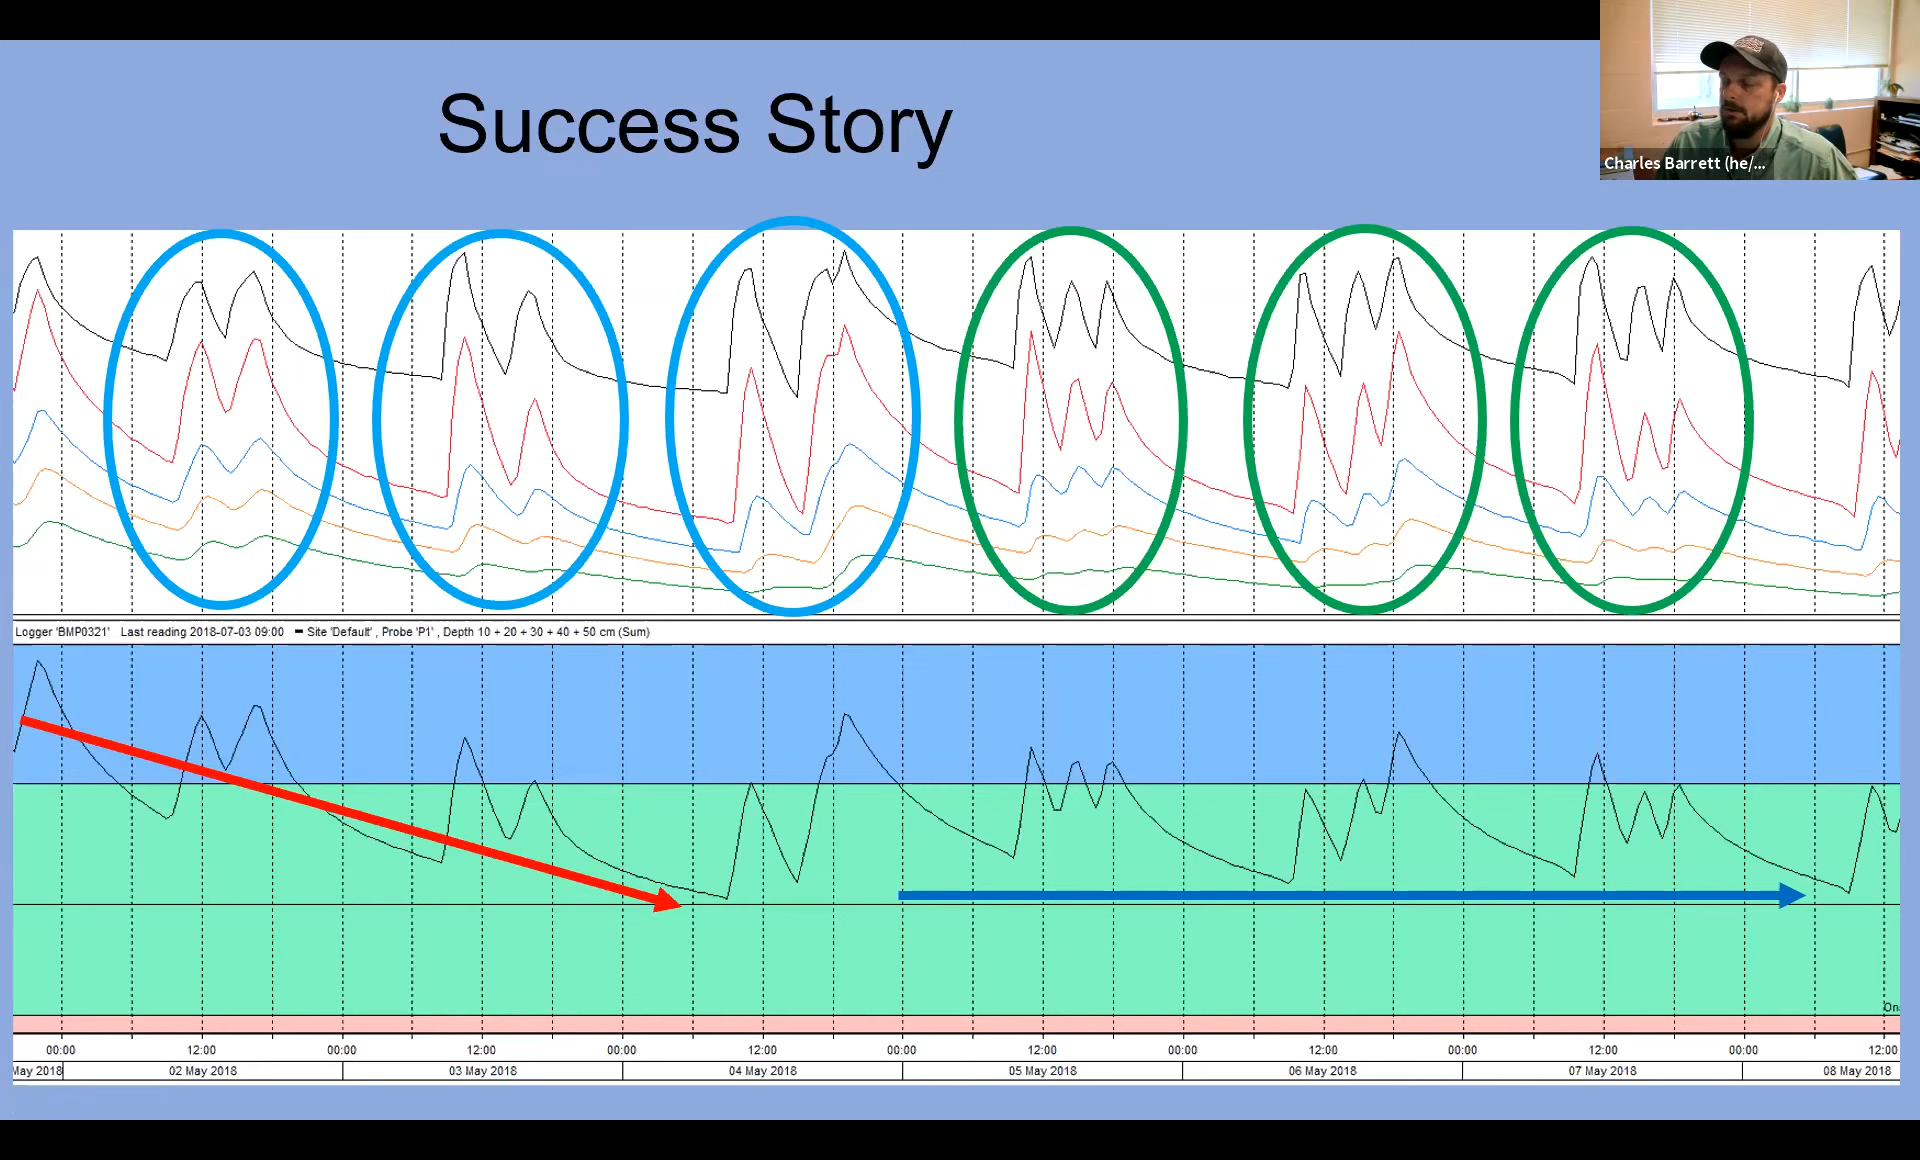 Success Story
Charles Barrett (he/...
Logger 'BMP0321' Last reading 2018-07-03 09:00 Site 'Default' , Probe 'P1' , Depth 10 + 20 + 30 + 40 + 50 cm (Sum)
On
00:00 12:00 00:00 12:00 00:00 12:00 00:00 12:00 00:00 12:00 00:00 12:00 00:00 12:00
May 2018 02 May 2018 03 May 2018 04 May 2018 05 May 2018 06 May 2018 07 May 2018 08 May 2018